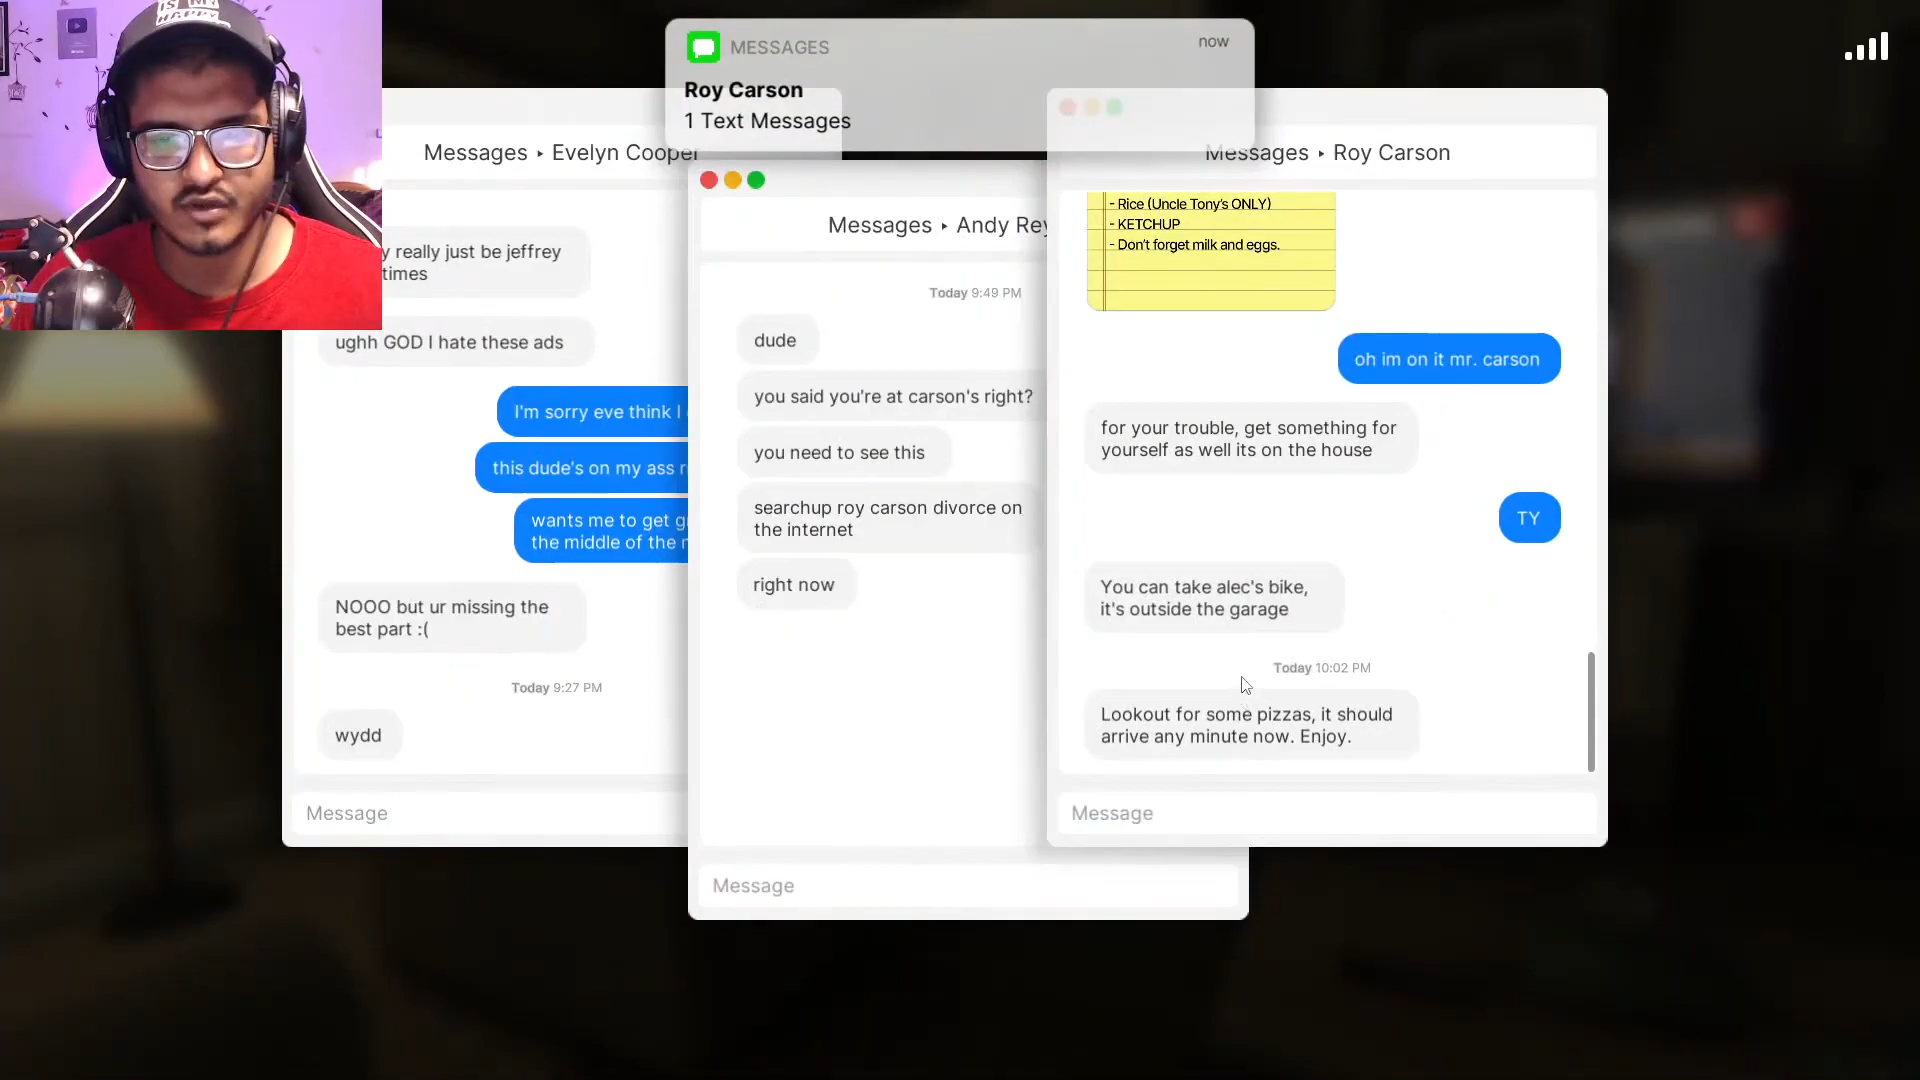 MESSAGES
now
Roy Carson
1 Text Messages
Messages ‣ Evelyn Cooper
y really just be jeffrey
times
ughh GOD I hate these ads
I'm sorry eve think I
this dude's on my ass
wants me to get
the middle of the
NOOO but ur missing the
best part :(
Today 9:27 PM
wydd
Message
Messages ‣ Andy Rey
Today 9:49 PM
dude
you said you're at carson's right?
you need to see this
searchup roy carson divorce on
the internet
right now
Message
Messages ‣ Roy Carson
- Rice (Uncle Tony's ONLY)
- KETCHUP
- Don't forget milk and eggs.
oh im on it mr. carson
for your trouble, get something for
yourself as well its on the house
TY
You can take alec's bike,
it's outside the garage
Today 10:02 PM
Lookout for some pizzas, it should
arrive any minute now. Enjoy.
Message